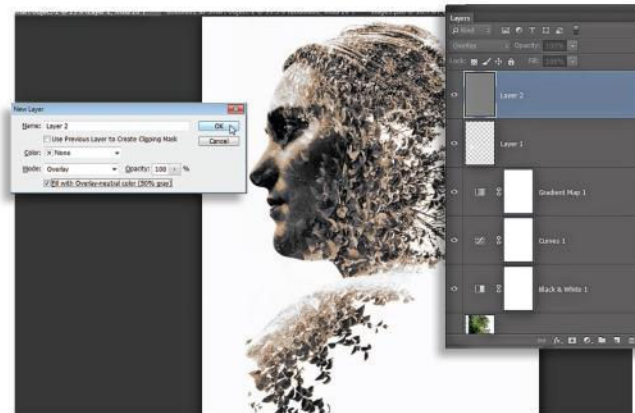 New Layer
Name: Layer 2
OK
Use Previous Layer to Create Clipping Mask
Cancel
Color: None
Mode: Overlay Opacity: 100 %
Fill with Overlay-neutral color (50% gray)
Layers
Kind
Overlay Opacity: 100%
Lock: Fill: 100%
Layer 2
Layer 1
Gradient Map 1
Curves 1
Black & White 1